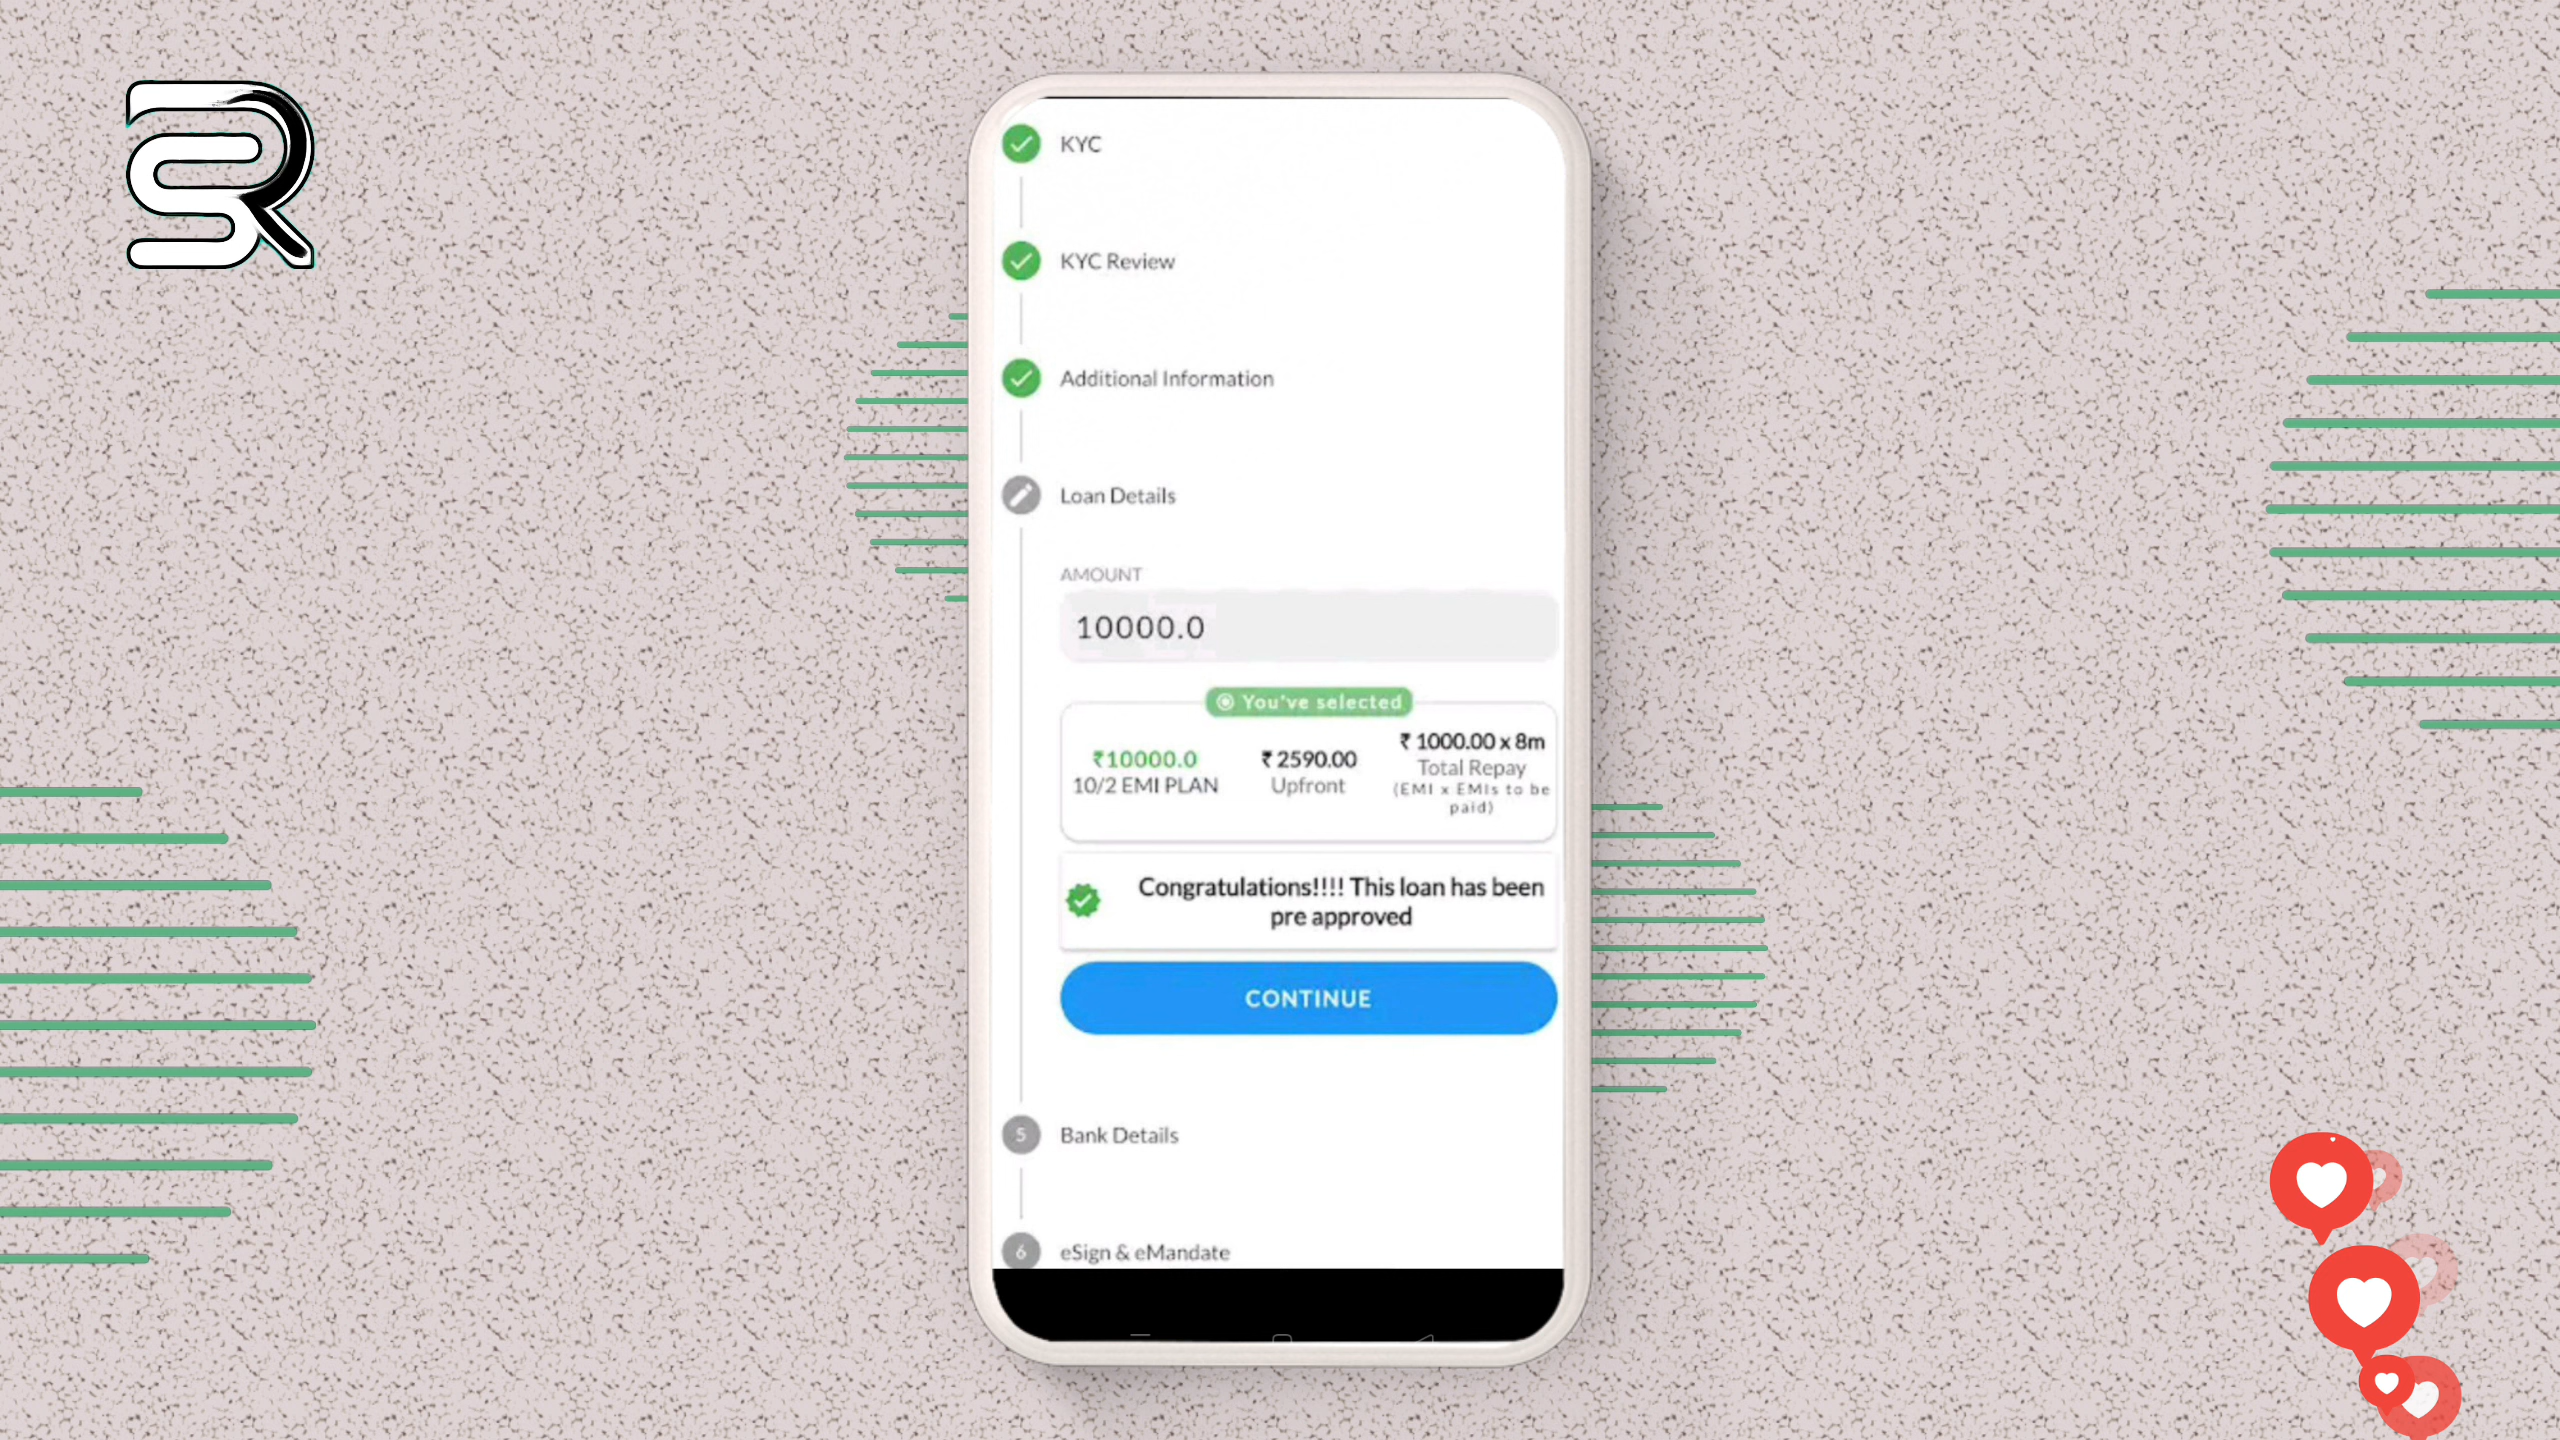 KYC
KYC Review
Additional Information
Loan Details
AMOUNT
10000.0
You've selected
₹10000.0
10/2 EMI PLAN
₹ 2590.00
Upfront
₹ 1000.00 x 8m
Total Repay
(EMI x EMIs to be
paid)
Congratulations!!!! This loan has been
pre approved
CONTINUE
5 Bank Details
6 eSign & eMandate